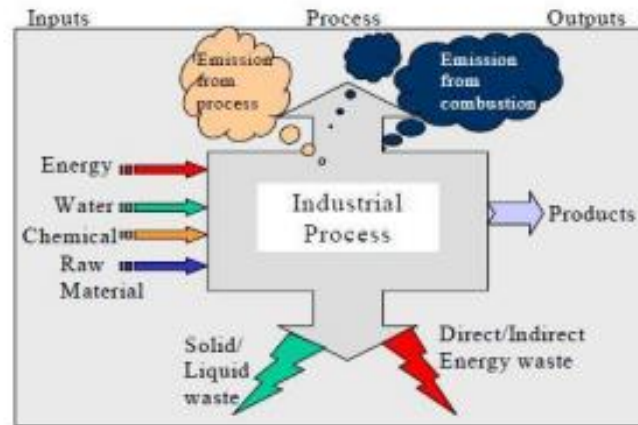 Inputs
Process
Outputs
Emission
from
process
Emission
from
combustion
Energy
Water
Chemical
Raw
Material
Industrial
Process
Products
Solid/
Liquid
waste
Direct/Indirect
Energy waste